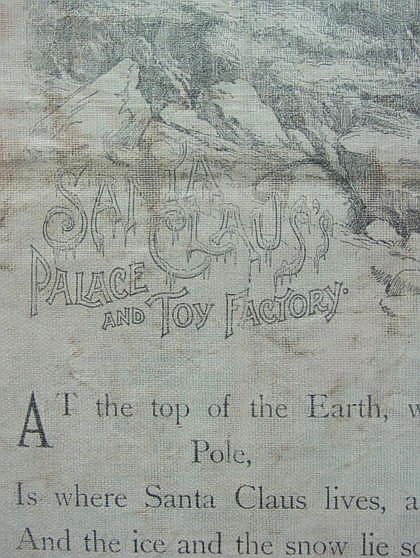 SANTA
CLAUS'S
PALACE
AND TOY FACTORY.
AT the top of the Earth, w
Pole,
Is where Santa Claus lives, a
And the ice and the snow lie so